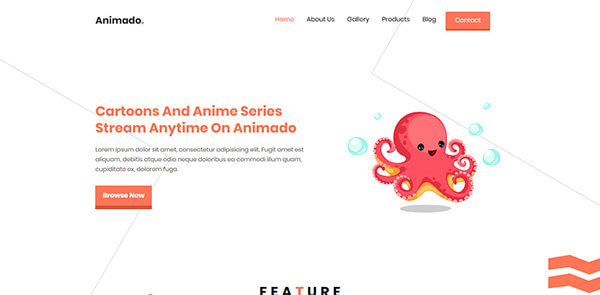 Animado.
Home About Us Gallery Products Blog Contact
Cartoons And Anime Series
Stream Anytime On Animado
Lorem ipsum dolor sit amet, consectetur adipisicing elit. Fugit amet est
aliquam, debitis atque odio neque doloribus ea commodi illum quam,
cupiditate ex, dolorem fuga.
Browse Now
FEATURE